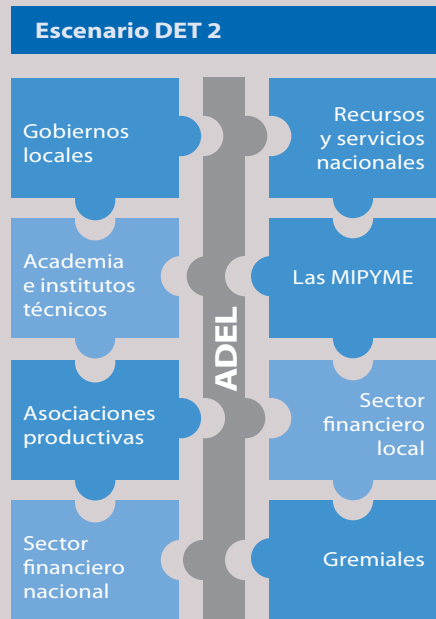 Escenario DET 2
Gobiernos
locales
Recursos
y servicios
nacionales
Academia
e institutos
técnicos
Las MIPYME
ADEL
Asociaciones
productivas
Sector
financiero
local
Sector
financiero
nacional
Gremiales